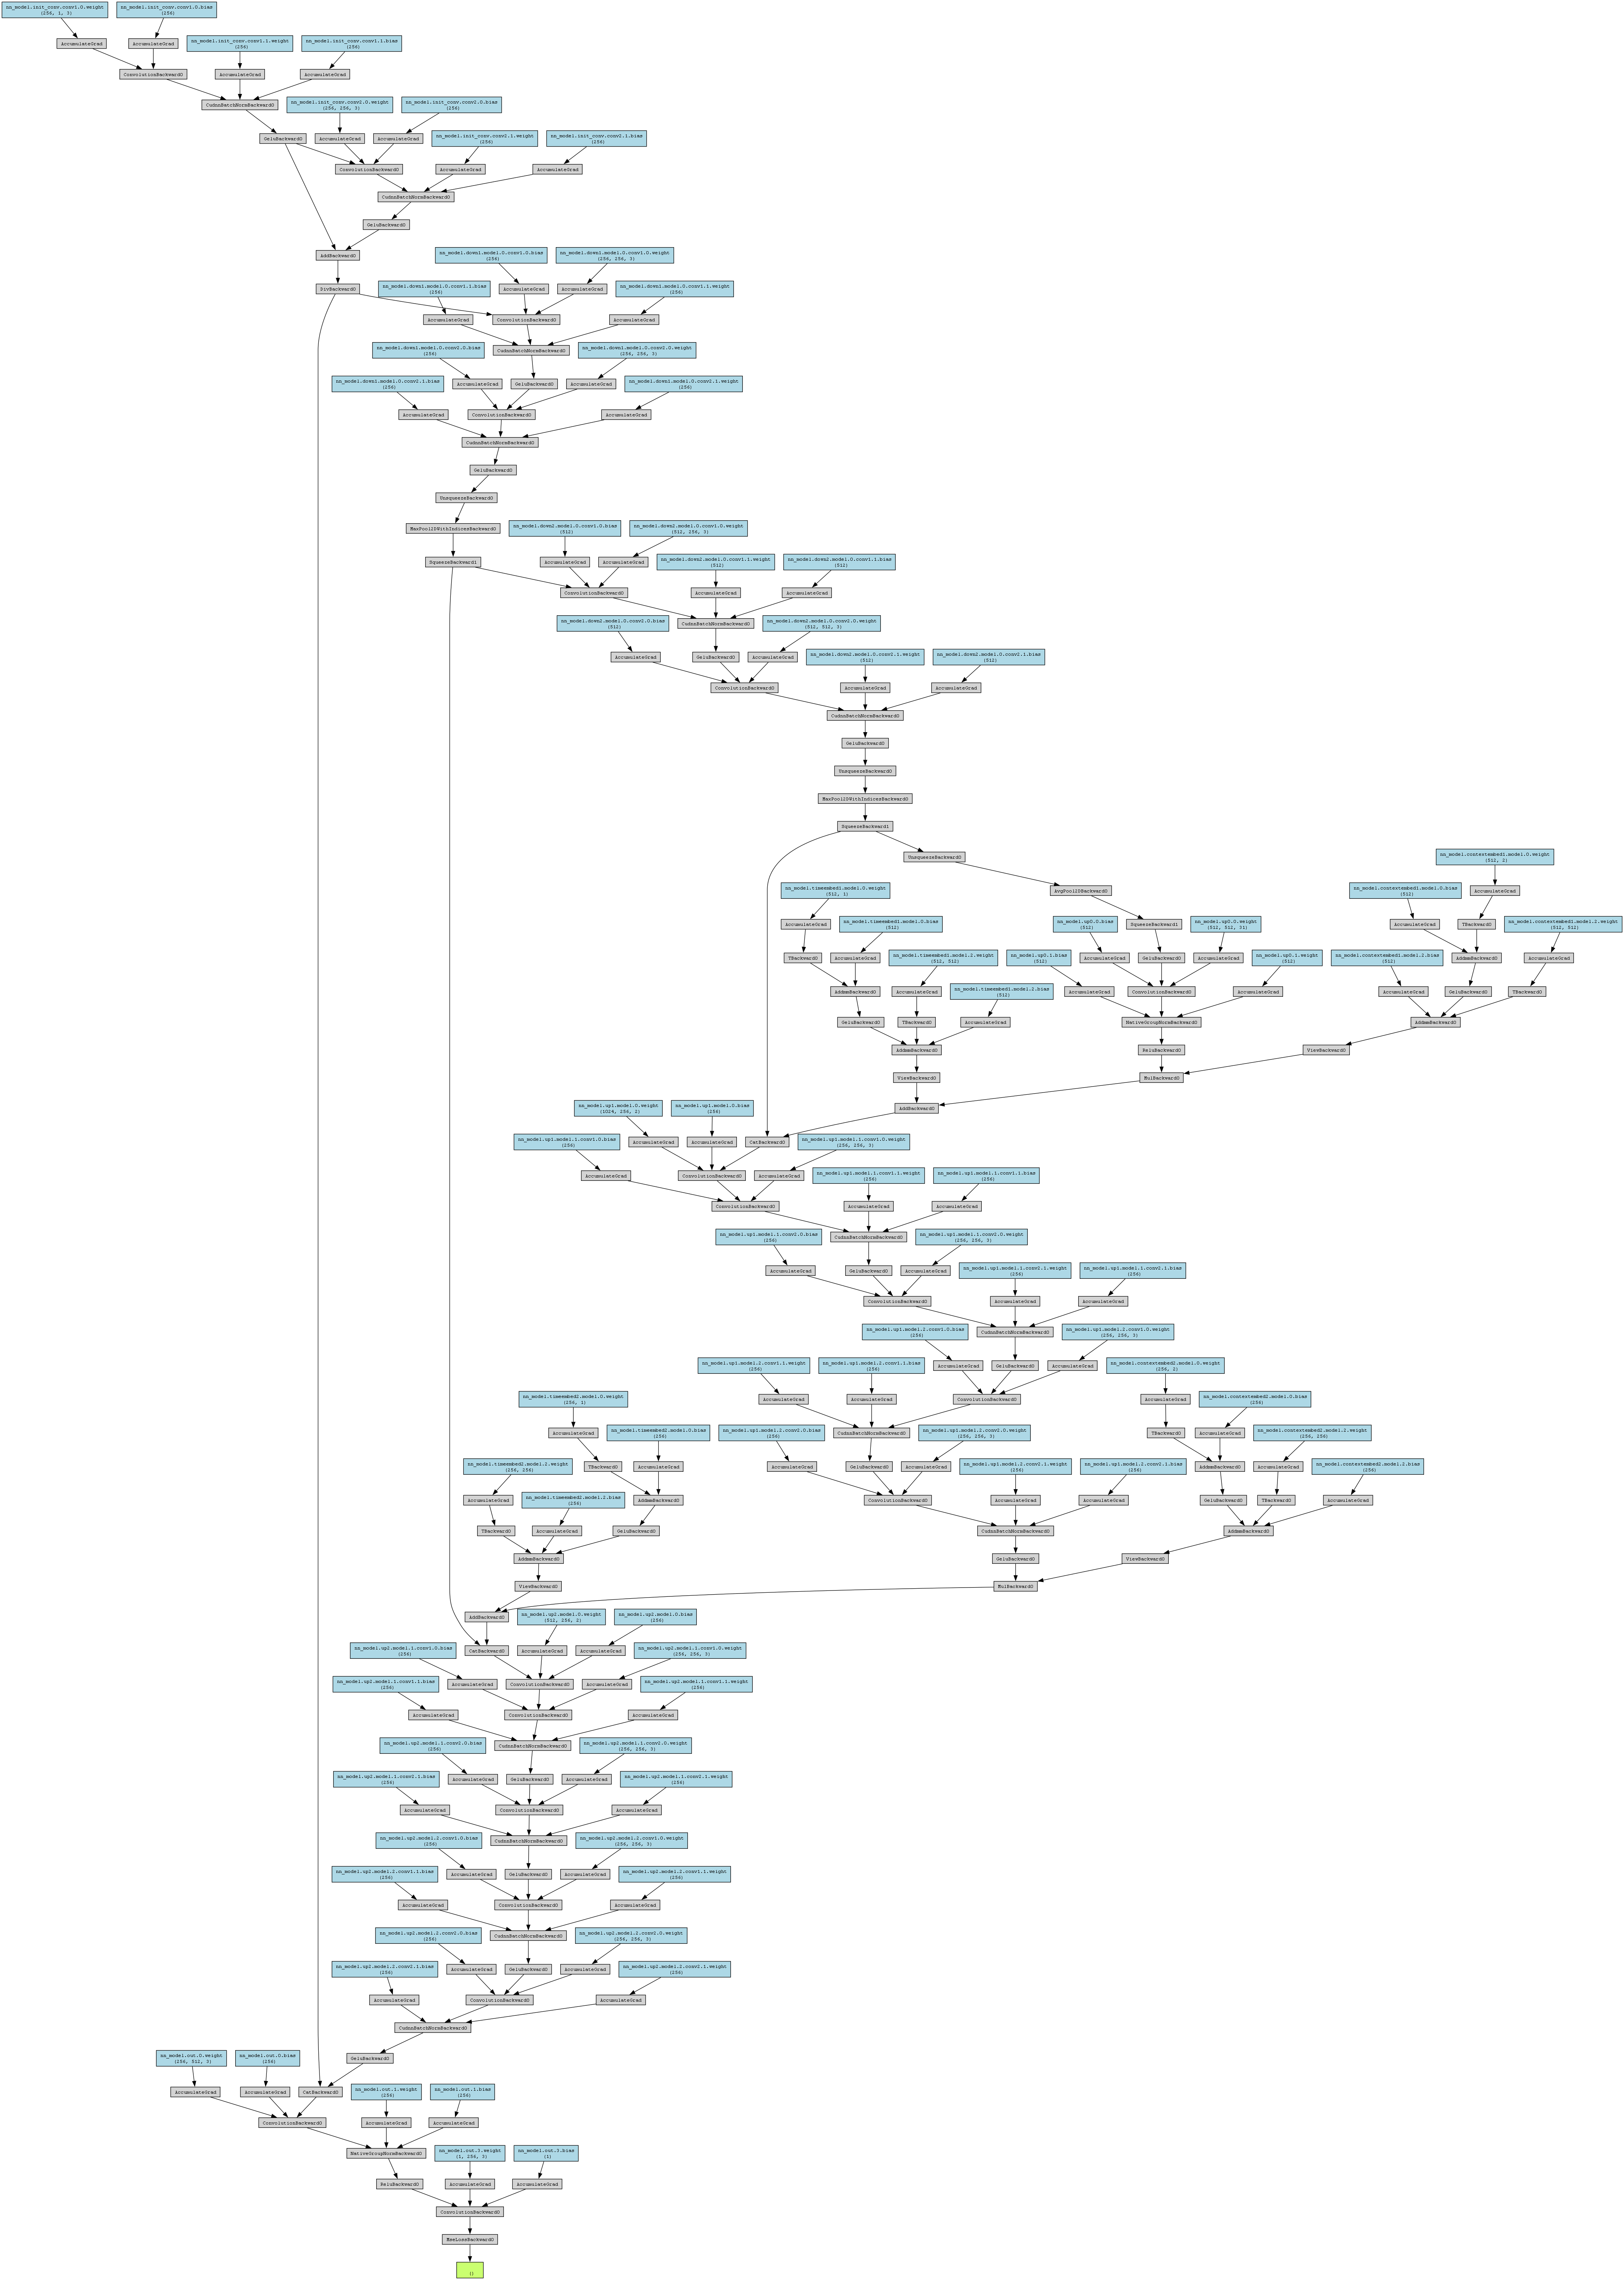 nn_model.init_conv.conv1.0.weight
(256, 1, 3)
nn_model.init_conv.conv1.0.bias
(256)
AccumulateGrad
AccumulateGrad
nn_model.init_conv.conv1.1.weight
(256)
nn_model.init_conv.conv1.1.bias
(256)
ConvolutionBackward0
AccumulateGrad
AccumulateGrad
CudnnBatchNormBackward0
nn_model.init_conv.conv2.0.weight
(256, 256, 3)
nn_model.init_conv.conv2.0.bias
(256)
GeluBackward0
AccumulateGrad
AccumulateGrad
nn_model.init_conv.conv2.1.weight
(256)
nn_model.init_conv.conv2.1.bias
(256)
ConvolutionBackward0
AccumulateGrad
AccumulateGrad
CudnnBatchNormBackward0
GeluBackward0
AddBackward0
nn_model.down1.model.0.conv1.0.bias
(256)
nn_model.down1.model.0.conv1.0.weight
(256, 256, 3)
DivBackward0
nn_model.down1.model.0.conv1.1.bias
(256)
AccumulateGrad
AccumulateGrad
nn_model.down1.model.0.conv1.1.weight
(256)
AccumulateGrad
ConvolutionBackward0
AccumulateGrad
CudnnBatchNormBackward0
nn_model.down1.model.0.conv2.0.bias
(256)
nn_model.down1.model.0.conv2.0.weight
(256, 256, 3)
nn_model.down1.model.0.conv2.1.bias
(256)
AccumulateGrad
GeluBackward0
AccumulateGrad
nn_model.down1.model.0.conv2.1.weight
(256)
AccumulateGrad
ConvolutionBackward0
AccumulateGrad
CudnnBatchNormBackward0
GeluBackward0
UnsqueezeBackward0
MaxPool2DWithIndicesBackward0
nn_model.down2.model.0.conv1.0.bias
(512)
nn_model.down2.model.0.conv1.0.weight
(512, 256, 3)
SqueezeBackward1
AccumulateGrad
AccumulateGrad
nn_model.down2.model.0.conv1.1.weight
(512)
nn_model.down2.model.0.conv1.1.bias
(512)
ConvolutionBackward0
AccumulateGrad
AccumulateGrad
nn_model.down2.model.0.conv2.0.bias
(512)
CudnnBatchNormBackward0
nn_model.down2.model.0.conv2.0.weight
(512, 512, 3)
AccumulateGrad
GeluBackward0
AccumulateGrad
nn_model.down2.model.0.conv2.1.weight
(512)
nn_model.down2.model.0.conv2.1.bias
(512)
ConvolutionBackward0
AccumulateGrad
AccumulateGrad
CudnnBatchNormBackward0
GeluBackward0
UnsqueezeBackward0
MaxPool2DWithIndicesBackward0
SqueezeBackward1
UnsqueezeBackward0
nn_model.contextembed1.model.0.weight
(512, 2)
nn_model.timeembed1.model.0.weight
(512, 1)
AvgPool2DBackward0
nn_model.contextembed1.model.0.bias
(512)
AccumulateGrad
AccumulateGrad
nn_model.timeembed1.model.0.bias
(512)
nn_model.up0.0.bias
(512)
SqueezeBackward1
nn_model.up0.0.weight
(512, 512, 31)
AccumulateGrad
TBackward0
nn_model.contextembed1.model.2.weight
(512, 512)
TBackward0
AccumulateGrad
nn_model.timeembed1.model.2.weight
(512, 512)
nn_model.up0.1.bias
(512)
AccumulateGrad
GeluBackward0
AccumulateGrad
nn_model.up0.1.weight
(512)
nn_model.contextembed1.model.2.bias
(512)
AddmmBackward0
AccumulateGrad
AddmmBackward0
AccumulateGrad
nn_model.timeembed1.model.2.bias
(512)
AccumulateGrad
ConvolutionBackward0
AccumulateGrad
AccumulateGrad
GeluBackward0
TBackward0
GeluBackward0
TBackward0
AccumulateGrad
NativeGroupNormBackward0
AddmmBackward0
AddmmBackward0
ReluBackward0
ViewBackward0
ViewBackward0
MulBackward0
nn_model.up1.model.0.weight
(1024, 256, 2)
nn_model.up1.model.0.bias
(256)
AddBackward0
nn_model.up1.model.1.conv1.0.bias
(256)
AccumulateGrad
AccumulateGrad
CatBackward0
nn_model.up1.model.1.conv1.0.weight
(256, 256, 3)
AccumulateGrad
ConvolutionBackward0
AccumulateGrad
nn_model.up1.model.1.conv1.1.weight
(256)
nn_model.up1.model.1.conv1.1.bias
(256)
ConvolutionBackward0
AccumulateGrad
AccumulateGrad
nn_model.up1.model.1.conv2.0.bias
(256)
CudnnBatchNormBackward0
nn_model.up1.model.1.conv2.0.weight
(256, 256, 3)
AccumulateGrad
GeluBackward0
AccumulateGrad
nn_model.up1.model.1.conv2.1.weight
(256)
nn_model.up1.model.1.conv2.1.bias
(256)
ConvolutionBackward0
AccumulateGrad
AccumulateGrad
nn_model.up1.model.2.conv1.0.bias
(256)
CudnnBatchNormBackward0
nn_model.up1.model.2.conv1.0.weight
(256, 256, 3)
nn_model.up1.model.2.conv1.1.weight
(256)
nn_model.up1.model.2.conv1.1.bias
(256)
AccumulateGrad
GeluBackward0
AccumulateGrad
nn_model.contextembed2.model.0.weight
(256, 2)
nn_model.timeembed2.model.0.weight
(256, 1)
AccumulateGrad
AccumulateGrad
ConvolutionBackward0
AccumulateGrad
nn_model.contextembed2.model.0.bias
(256)
AccumulateGrad
nn_model.timeembed2.model.0.bias
(256)
nn_model.up1.model.2.conv2.0.bias
(256)
CudnnBatchNormBackward0
nn_model.up1.model.2.conv2.0.weight
(256, 256, 3)
TBackward0
AccumulateGrad
nn_model.contextembed2.model.2.weight
(256, 256)
nn_model.timeembed2.model.2.weight
(256, 256)
TBackward0
AccumulateGrad
AccumulateGrad
GeluBackward0
AccumulateGrad
nn_model.up1.model.2.conv2.1.weight
(256)
nn_model.up1.model.2.conv2.1.bias
(256)
AddmmBackward0
AccumulateGrad
nn_model.contextembed2.model.2.bias
(256)
AccumulateGrad
nn_model.timeembed2.model.2.bias
(256)
AddmmBackward0
ConvolutionBackward0
AccumulateGrad
AccumulateGrad
GeluBackward0
TBackward0
AccumulateGrad
TBackward0
AccumulateGrad
GeluBackward0
CudnnBatchNormBackward0
AddmmBackward0
AddmmBackward0
GeluBackward0
ViewBackward0
ViewBackward0
MulBackward0
AddBackward0
nn_model.up2.model.0.weight
(512, 256, 2)
nn_model.up2.model.0.bias
(256)
nn_model.up2.model.1.conv1.0.bias
(256)
CatBackward0
AccumulateGrad
AccumulateGrad
nn_model.up2.model.1.conv1.0.weight
(256, 256, 3)
nn_model.up2.model.1.conv1.1.bias
(256)
AccumulateGrad
ConvolutionBackward0
AccumulateGrad
nn_model.up2.model.1.conv1.1.weight
(256)
AccumulateGrad
ConvolutionBackward0
AccumulateGrad
nn_model.up2.model.1.conv2.0.bias
(256)
CudnnBatchNormBackward0
nn_model.up2.model.1.conv2.0.weight
(256, 256, 3)
nn_model.up2.model.1.conv2.1.bias
(256)
AccumulateGrad
GeluBackward0
AccumulateGrad
nn_model.up2.model.1.conv2.1.weight
(256)
AccumulateGrad
ConvolutionBackward0
AccumulateGrad
nn_model.up2.model.2.conv1.0.bias
(256)
CudnnBatchNormBackward0
nn_model.up2.model.2.conv1.0.weight
(256, 256, 3)
nn_model.up2.model.2.conv1.1.bias
(256)
AccumulateGrad
GeluBackward0
AccumulateGrad
nn_model.up2.model.2.conv1.1.weight
(256)
AccumulateGrad
ConvolutionBackward0
AccumulateGrad
nn_model.up2.model.2.conv2.0.bias
(256)
CudnnBatchNormBackward0
nn_model.up2.model.2.conv2.0.weight
(256, 256, 3)
nn_model.up2.model.2.conv2.1.bias
(256)
AccumulateGrad
GeluBackward0
AccumulateGrad
nn_model.up2.model.2.conv2.1.weight
(256)
AccumulateGrad
ConvolutionBackward0
AccumulateGrad
CudnnBatchNormBackward0
nn_model.out.0.weight
(256, 512, 3)
nn_model.out.0.bias
(256)
GeluBackward0
AccumulateGrad
AccumulateGrad
CatBackward0
nn_model.out.1.weight
(256)
nn_model.out.1.bias
(256)
ConvolutionBackward0
AccumulateGrad
AccumulateGrad
NativeGroupNormBackward0
nn_model.out.3.weight
(1, 256, 3)
nn_model.out.3.bias
(1)
ReluBackward0
AccumulateGrad
AccumulateGrad
ConvolutionBackward0
MseLossBackward0
()